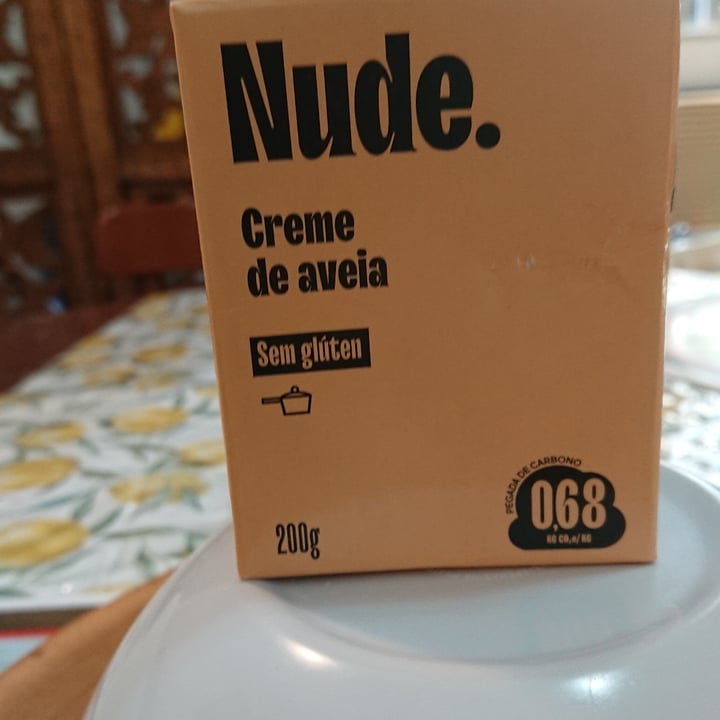 Nude.
Creme
de aveia
Sem glúten
200g
PEGADA DE CARBONO
0,68
KG CO₂e/KG